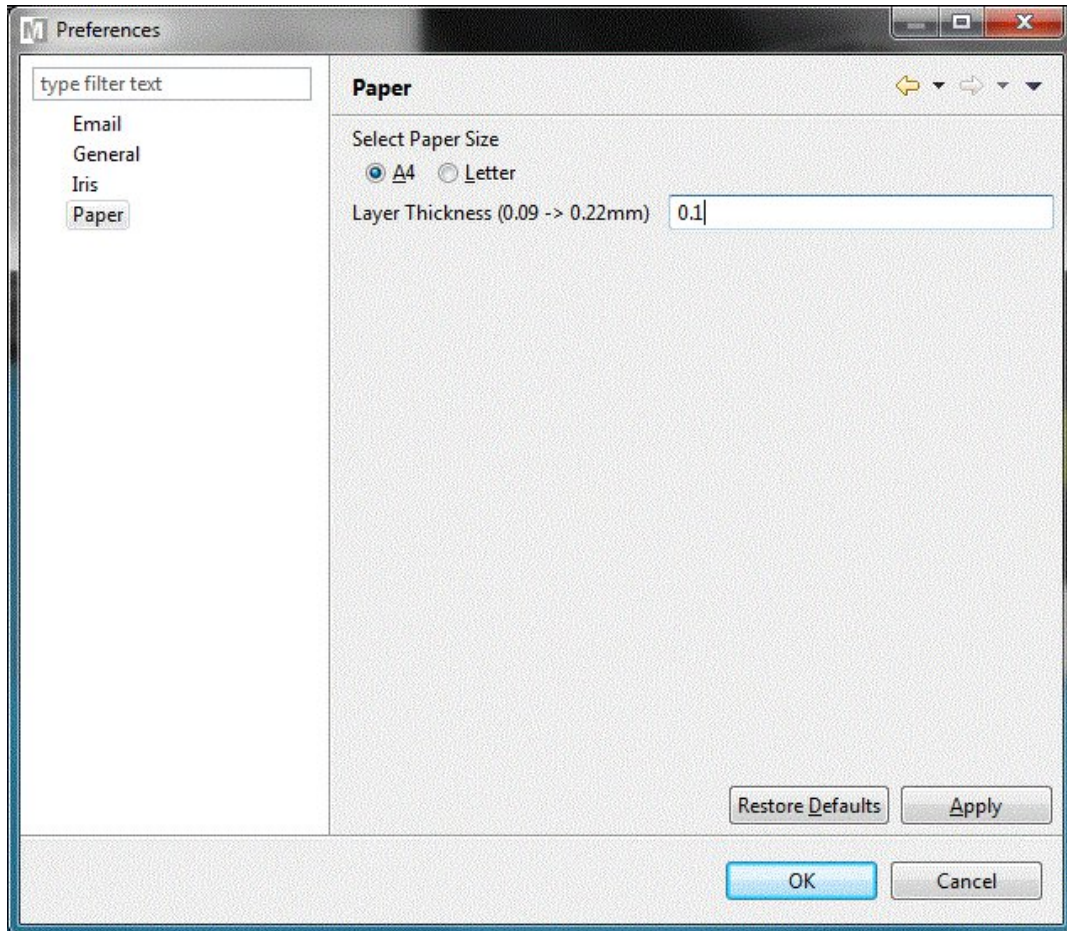 Preferences
type filter text
Email
General
Iris
Paper
Paper
Select Paper Size
A4 Letter
Layer Thickness (0.09 -> 0.22mm) 0.1
Restore Defaults Apply
OK Cancel